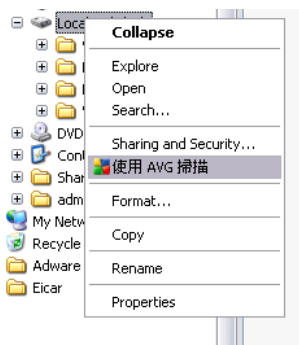 Collapse
Explore
Open
Search...
DVD
Sharing and Security...
使用 AVG 掃描
Format...
My Netw
Copy
Recycle
Adware
Rename
Eicar
Properties